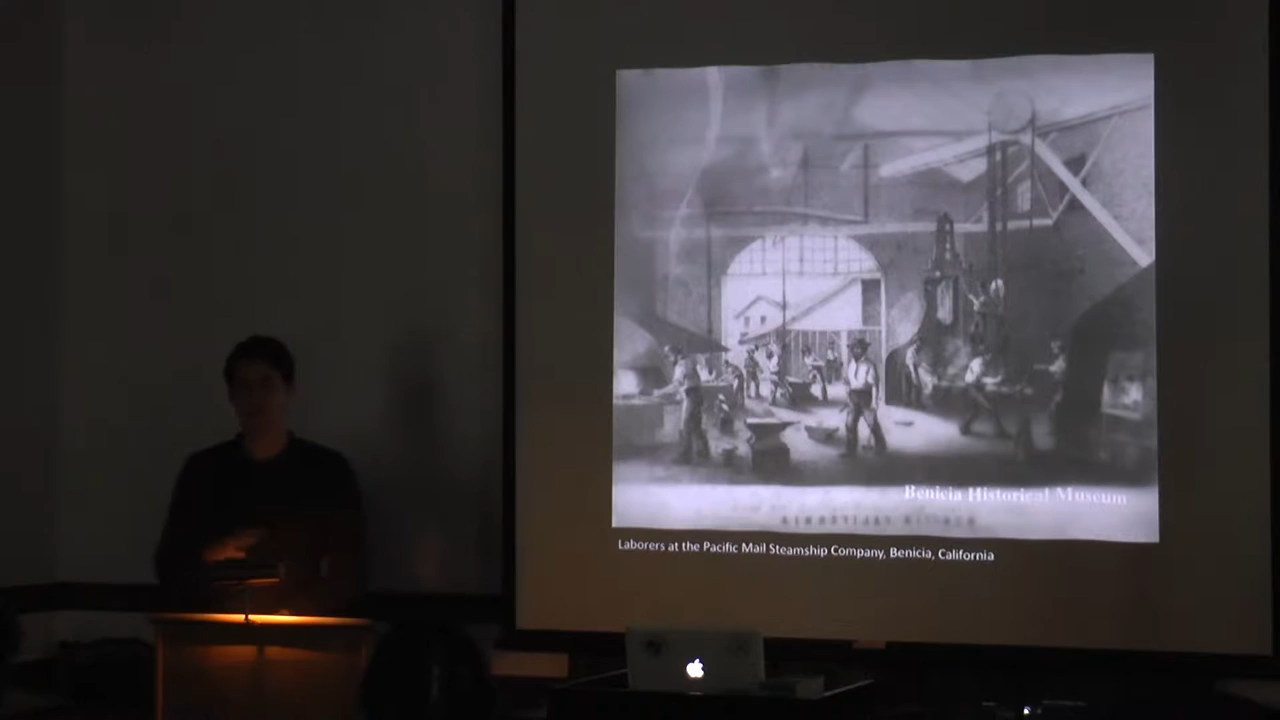 Benicia Historical Museum
Laborers at the Pacific Mail Steamship Company, Benicia, California